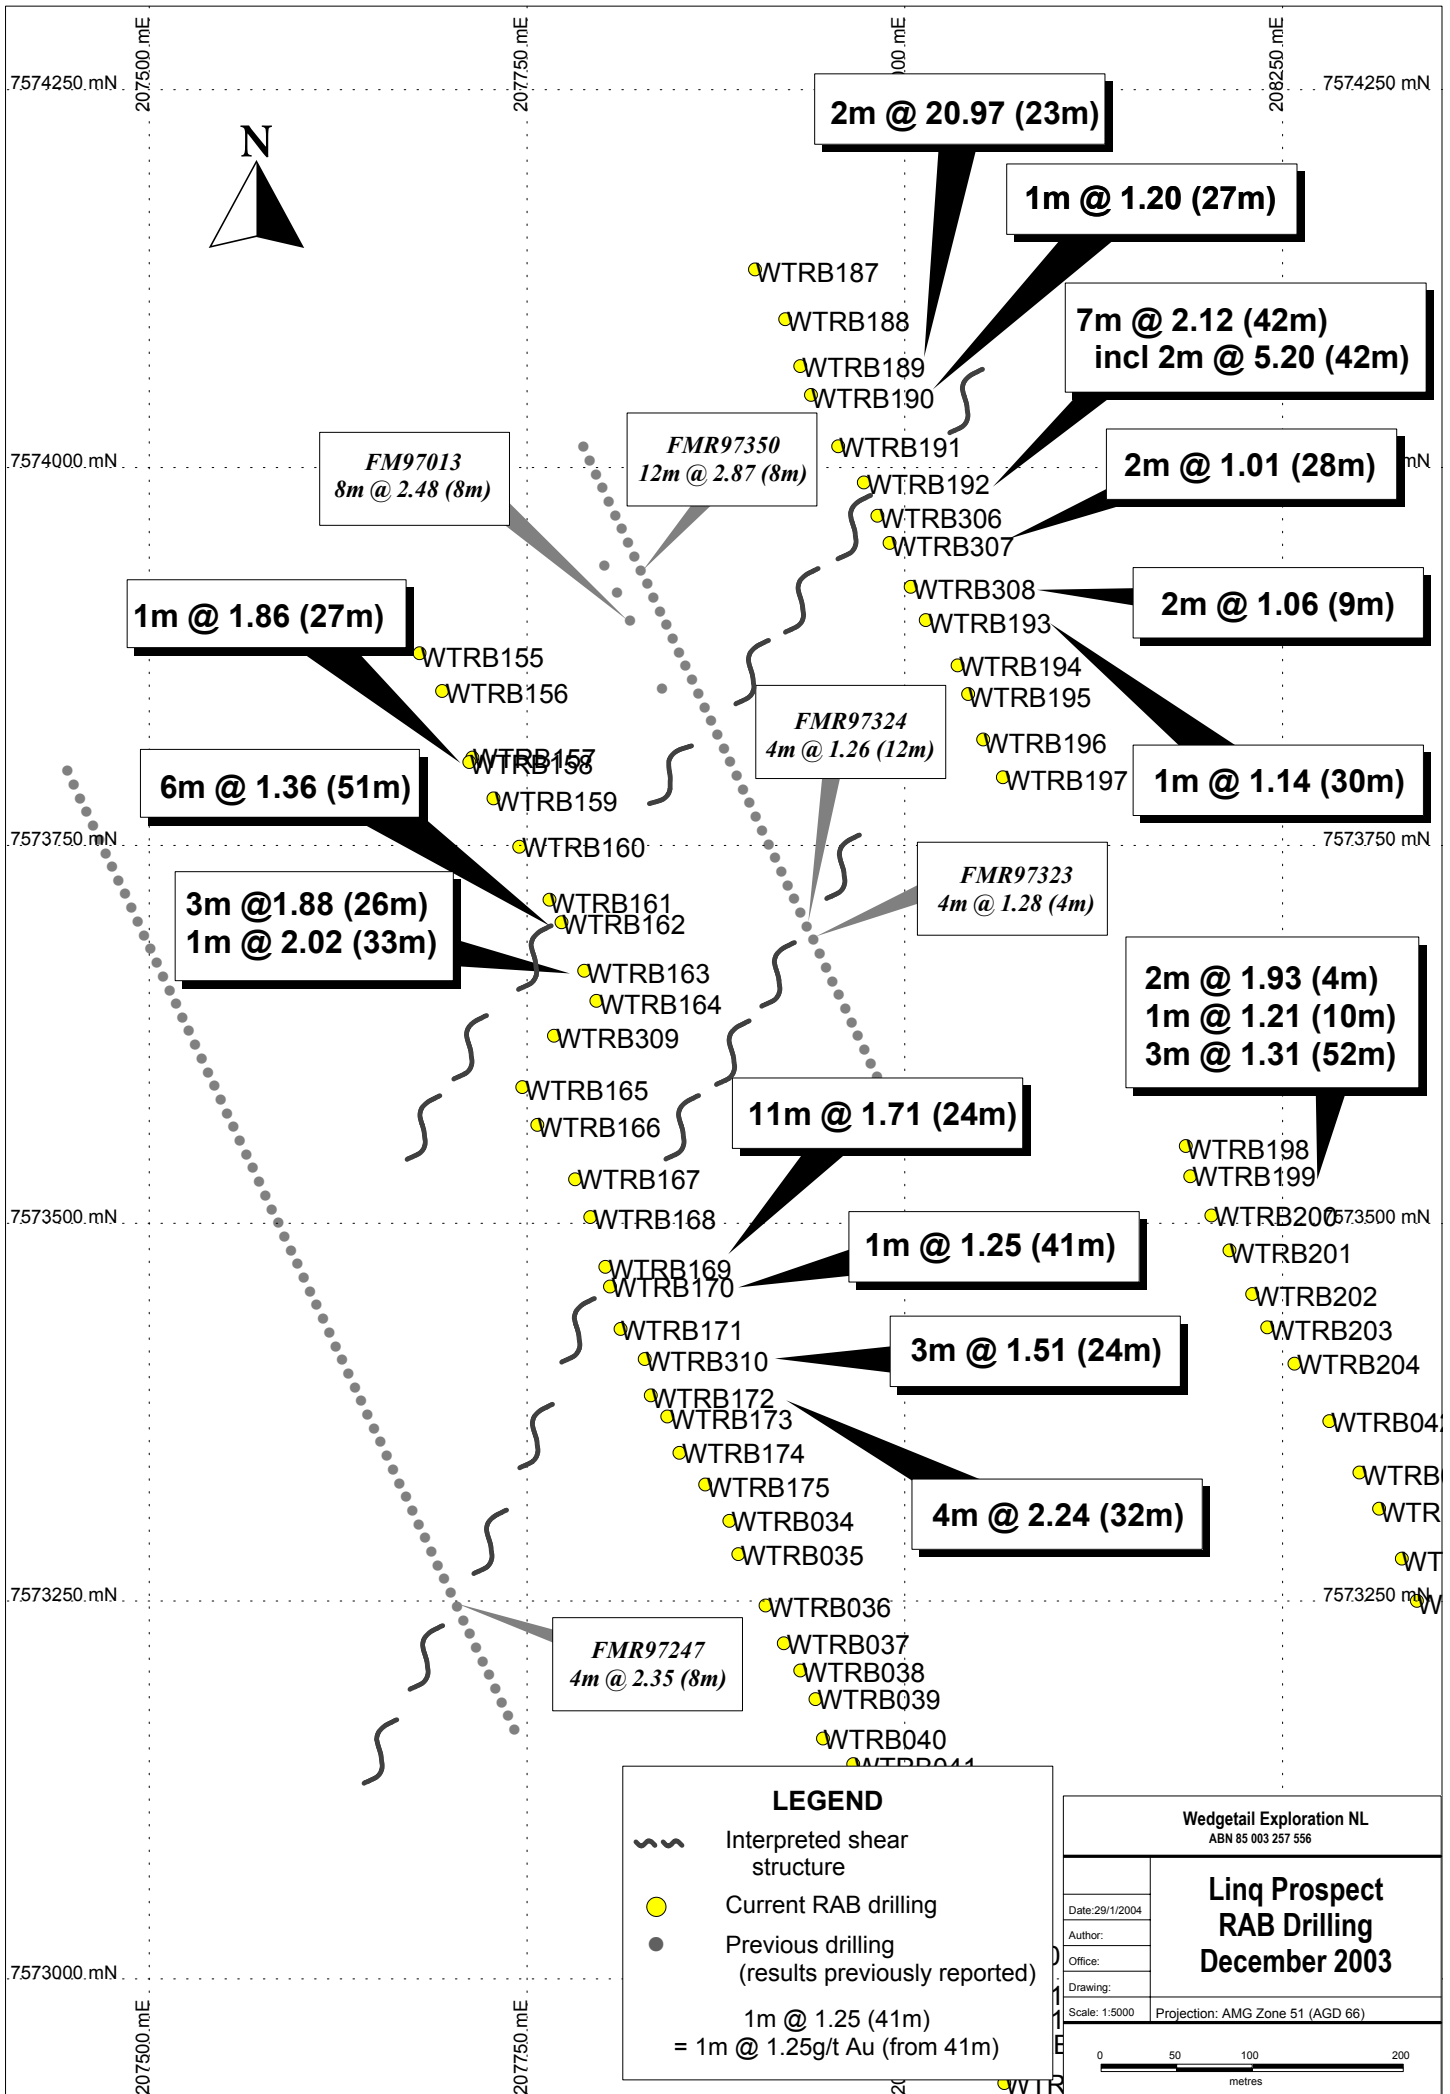 207500 mE
207750 mE
208250 mE
7574250 mN
7574250 mN
N
2m @ 20.97 (23m)
1m @ 1.20 (27m)
WTRB187
WTRB188
7m @ 2.12 (42m)
incl 2m @ 5.20 (42m)
WTRB189
WTRB190
FM97013
8m @ 2.48 (8m)
FMR97350
12m @ 2.87 (8m)
WTRB191
7574000 mN
mN
2m @ 1.01 (28m)
WTRB192
WTRB306
WTRB307
WTRB308
2m @ 1.06 (9m)
1m @ 1.86 (27m)
WTRB193
WTRB155
WTRB156
WTRB194
WTRB195
FMR97324
4m @ 1.26 (12m)
WTRB196
WTRB157
WTRB158
WTRB197
1m @ 1.14 (30m)
6m @ 1.36 (51m)
WTRB159
7573750 mN
WTRB160
7573750 mN
FMR97323
4m @ 1.28 (4m)
3m @1.88 (26m)
1m @ 2.02 (33m)
WTRB161
WTRB162
WTRB163
WTRB164
WTRB309
2m @ 1.93 (4m)
1m @ 1.21 (10m)
3m @ 1.31 (52m)
WTRB165
WTRB166
11m @ 1.71 (24m)
WTRB198
WTRB199
WTRB167
WTRB168
7573500 mN
WTRB200
7573500 mN
1m @ 1.25 (41m)
WTRB201
WTRB169
WTRB170
WTRB202
WTRB171
WTRB203
WTRB310
3m @ 1.51 (24m)
WTRB204
WTRB172
WTRB173
WTRB042
WTRB174
WTRB
WTRB175
4m @ 2.24 (32m)
WTR
WTRB034
WTRB035
WT
7573250 mN
WTRB036
7573250 mN
W
FMR97247
4m @ 2.35 (8m)
WTRB037
WTRB038
WTRB039
WTRB040
WTRB041
LEGEND
Interpreted shear
structure
Current RAB drilling
Previous drilling
(results previously reported)
1m @ 1.25 (41m)
= 1m @ 1.25g/t Au (from 41m)
7573000 mN
Wedgetail Exploration NL
ABN 85 003 257 556
Linq Prospect
RAB Drilling
December 2003
Date:29/1/2004
Author:
Office:
Drawing:
Scale: 1:5000
Projection: AMG Zone 51 (AGD 66)
0 50 100 200
metres
WTR
207500 mE
207750 mE